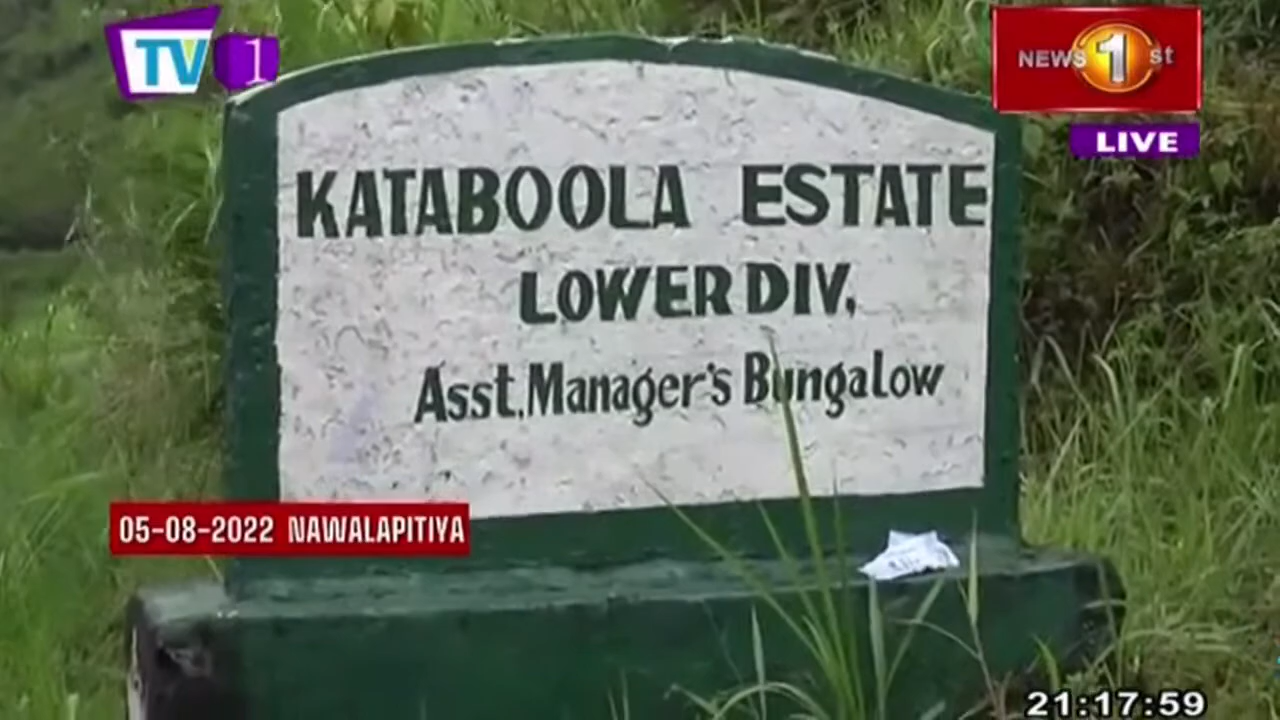 TV 1
NEWS 1st
LIVE
KATABOOLA ESTATE
LOWER DIV.
Asst. Manager's Bungalow
05-08-2022 NAWALAPITIYA
21:17:59